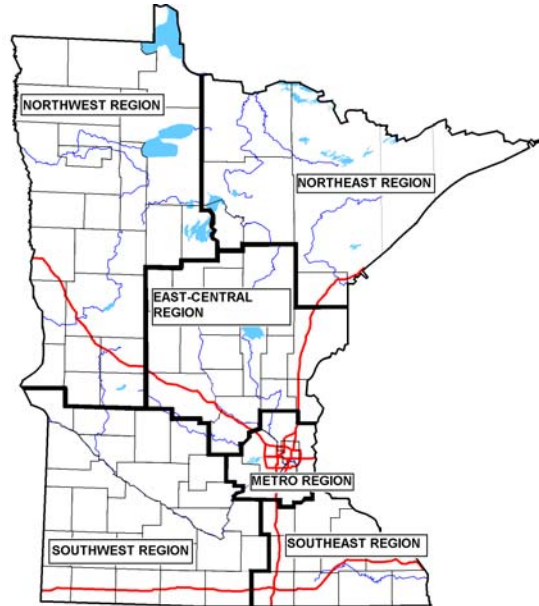 NORTHWEST REGION
NORTHEAST REGION
EAST-CENTRAL
REGION
METRO REGION
SOUTHWEST REGION
SOUTHEAST REGION